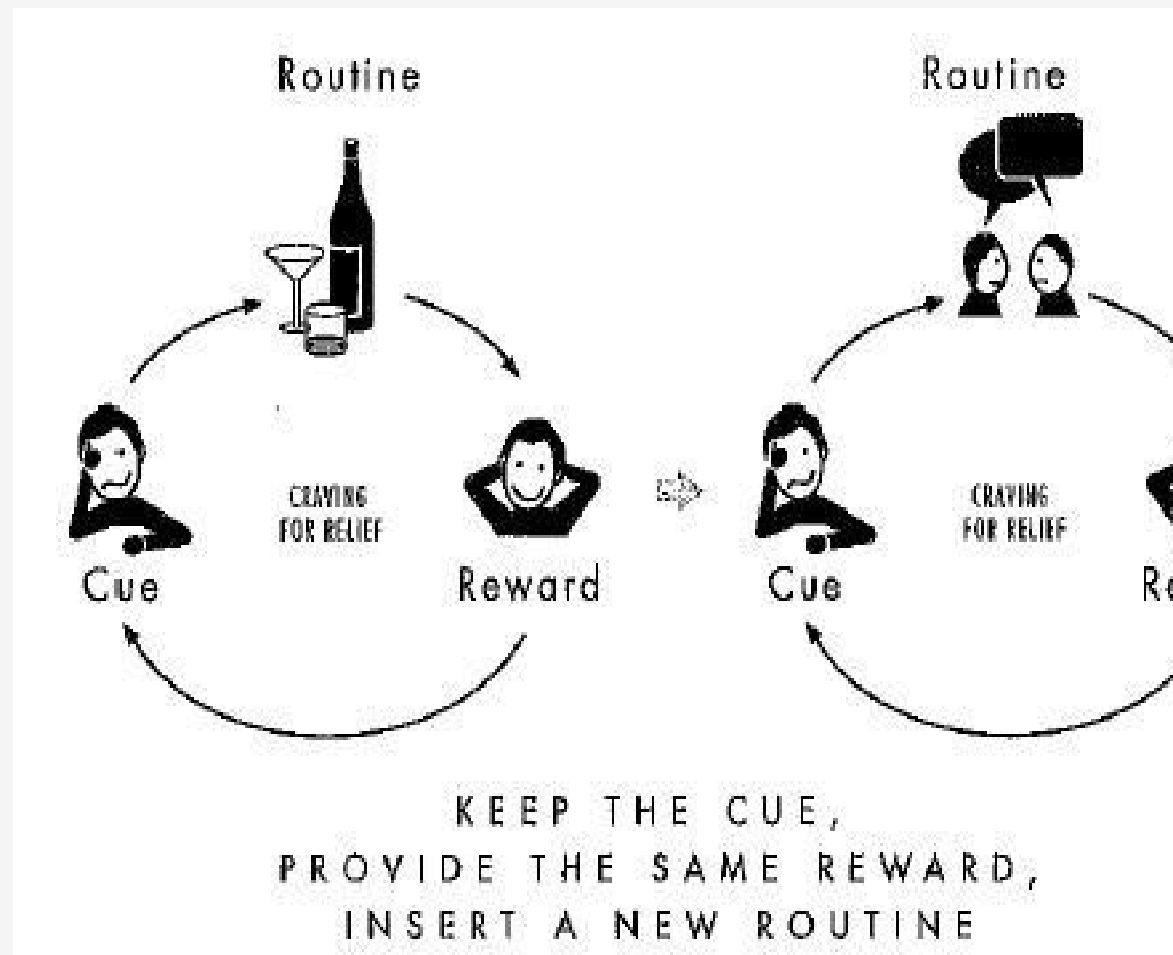 Routine
Routine
CRAVING
FOR RELIEF
CRAVING
FOR RELIEF
Cue
Reward
Cue
KEEP THE CUE,
PROVIDE THE SAME REWARD,
INSERT A NEW ROUTINE